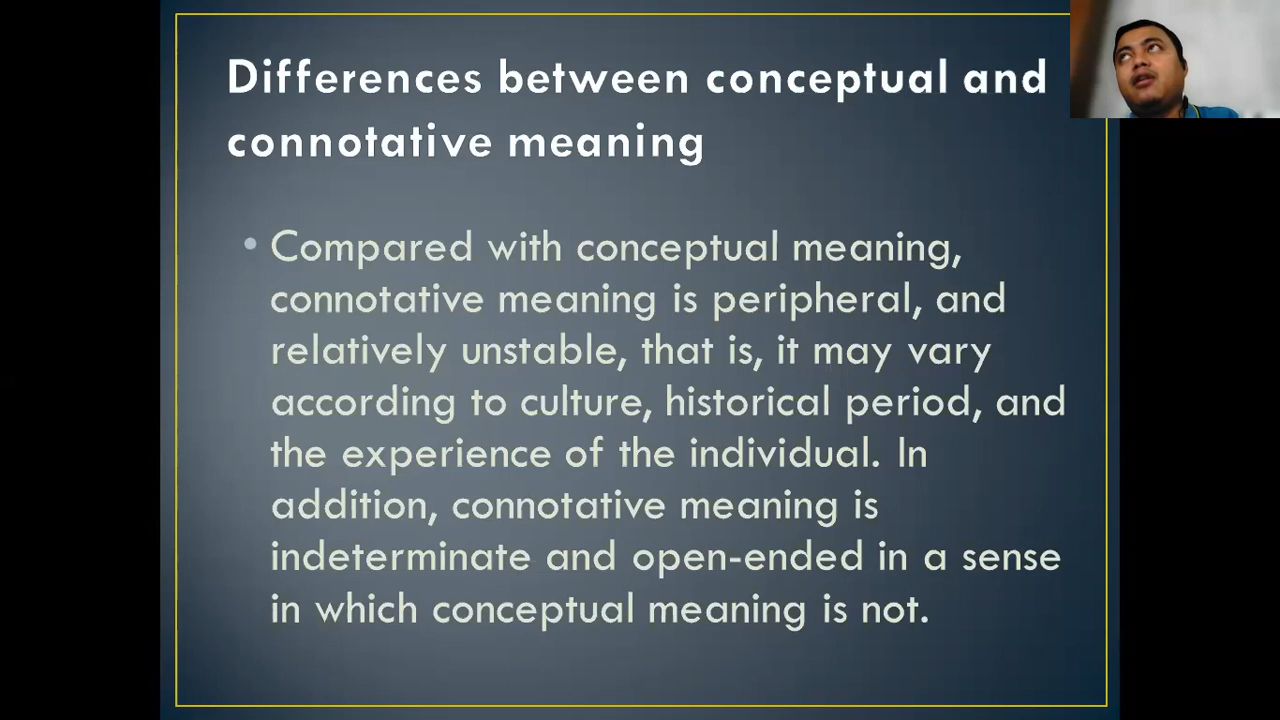 Differences between conceptual and
connotative meaning
• Compared with conceptual meaning,
connotative meaning is peripheral, and
relatively unstable, that is, it may vary
according to culture, historical period, and
the experience of the individual. In
addition, connotative meaning is
indeterminate and open-ended in a sense
in which conceptual meaning is not.